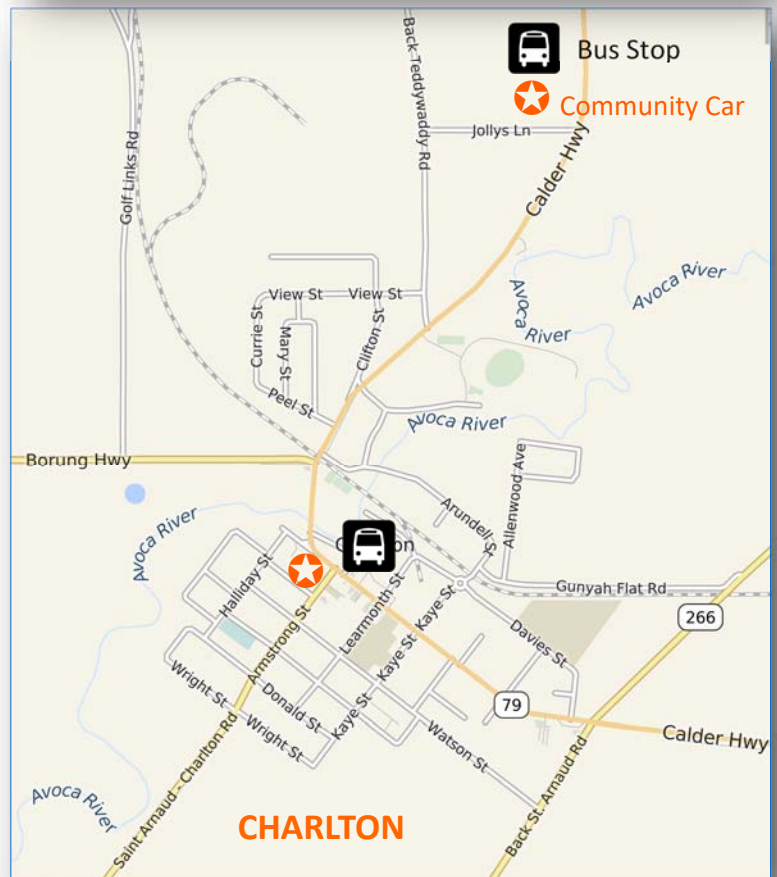 Bus Stop
Community Car
Back Teddywaddy Rd
Jollys Ln
Calder Hwy
Golf Links Rd
Avoca River
Avoca River
View St
View St
Currie St
Mary St
Clifton St
Peel St
Avoca River
Borung Hwy
Allenwood Ave
Arundell St
Avoca River
Gunyah Flat Rd
266
Halliday St
Learmonth St
Kaye St
Davies St
Armstrong St
Kaye St
Wright St
Donald St
Kaye St
79
Wright St
Watson St
Calder Hwy
Back St. Arnaud Rd
Avoca River
Saint Arnaud - Charlton Rd
CHARLTON